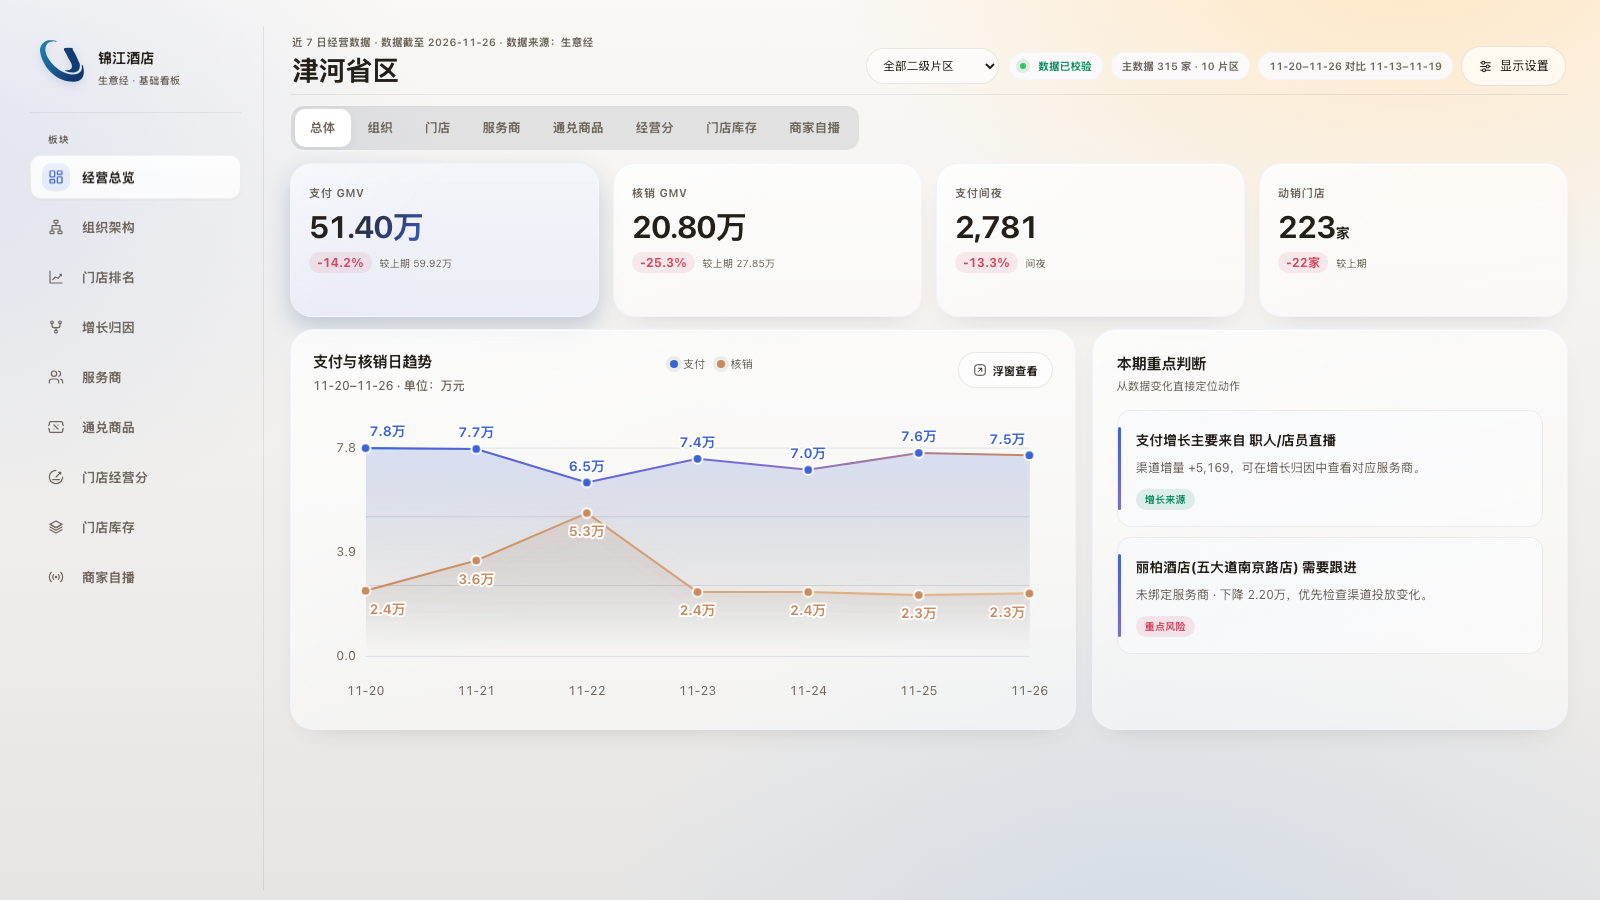 锦江酒店
生意经 · 基础看板
板块
经营总览
组织架构
门店排名
增长归因
服务商
通兑商品
门店经营分
门店库存
商家自播
近 7 日经营数据 · 数据截至 2026-11-26 · 数据来源：生意经
津河省区
全部二级片区
数据已校验
主数据 315 家 · 10 片区
11-20–11-26 对比 11-13–11-19
显示设置
总体
组织
门店
服务商
通兑商品
经营分
门店库存
商家自播
支付 GMV
51.40万
-14.2% 较上期 59.92万
核销 GMV
20.80万
-25.3% 较上期 27.85万
支付间夜
2,781
-13.3% 间夜
动销门店
223家
-22家 较上期
支付与核销日趋势
11-20–11-26 · 单位：万元
支付 核销
浮窗查看
7.8万 7.7万 6.5万 7.4万 7.0万 7.6万 7.5万
7.8
3.9
0.0
2.4万 3.6万 5.3万 2.4万 2.4万 2.3万 2.3万
11-20 11-21 11-22 11-23 11-24 11-25 11-26
本期重点判断
从数据变化直接定位动作
支付增长主要来自 职人/店员直播
渠道增量 +5,169，可在增长归因中查看对应服务商。
增长来源
丽柏酒店(五大道南京路店) 需要跟进
未绑定服务商 · 下降 2.20万，优先检查渠道投放变化。
重点风险